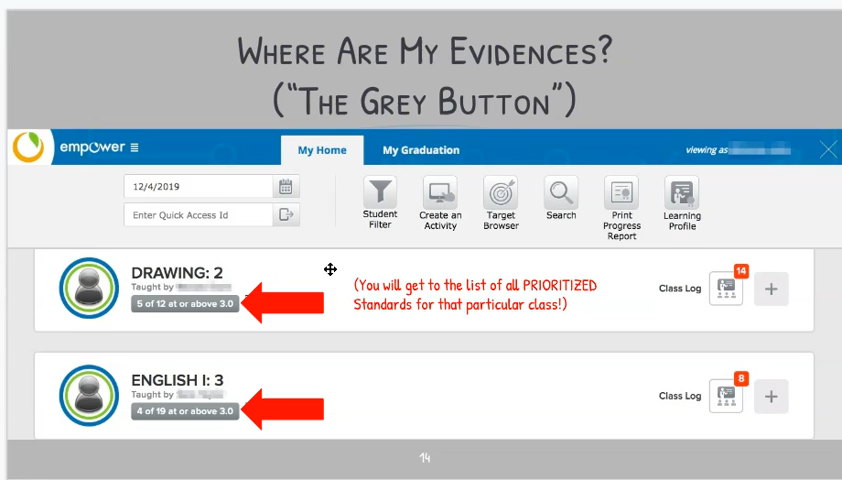 WHERE ARE MY EVIDENCES?
("THE GREY BUTTON")
empower
My Home
My Graduation
viewing as
12/4/2019
Enter Quick Access Id
Student
Filter
Create an
Activity
Target
Browser
Search
Print
Progress
Report
Learning
Profile
DRAWING: 2
Taught by
5 of 12 at or above 3.0
(You will get to the list of all PRIORITIZED
Standards for that particular class!)
Class Log
14
ENGLISH I: 3
Taught by
4 of 19 at or above 3.0
Class Log
8
14